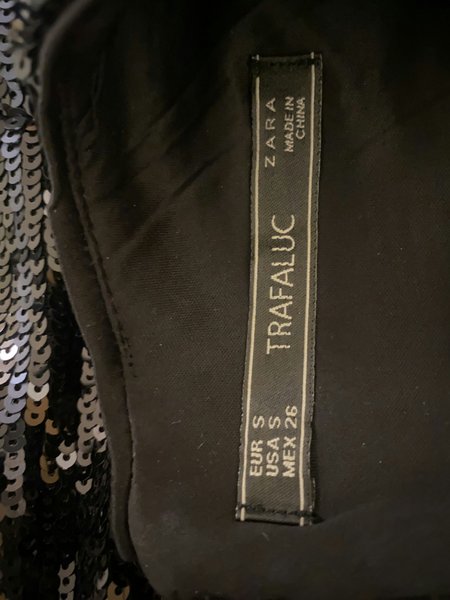 ZARA
MADE IN
CHINA
TRAFALUC
EUR S
USA S
MEX 26